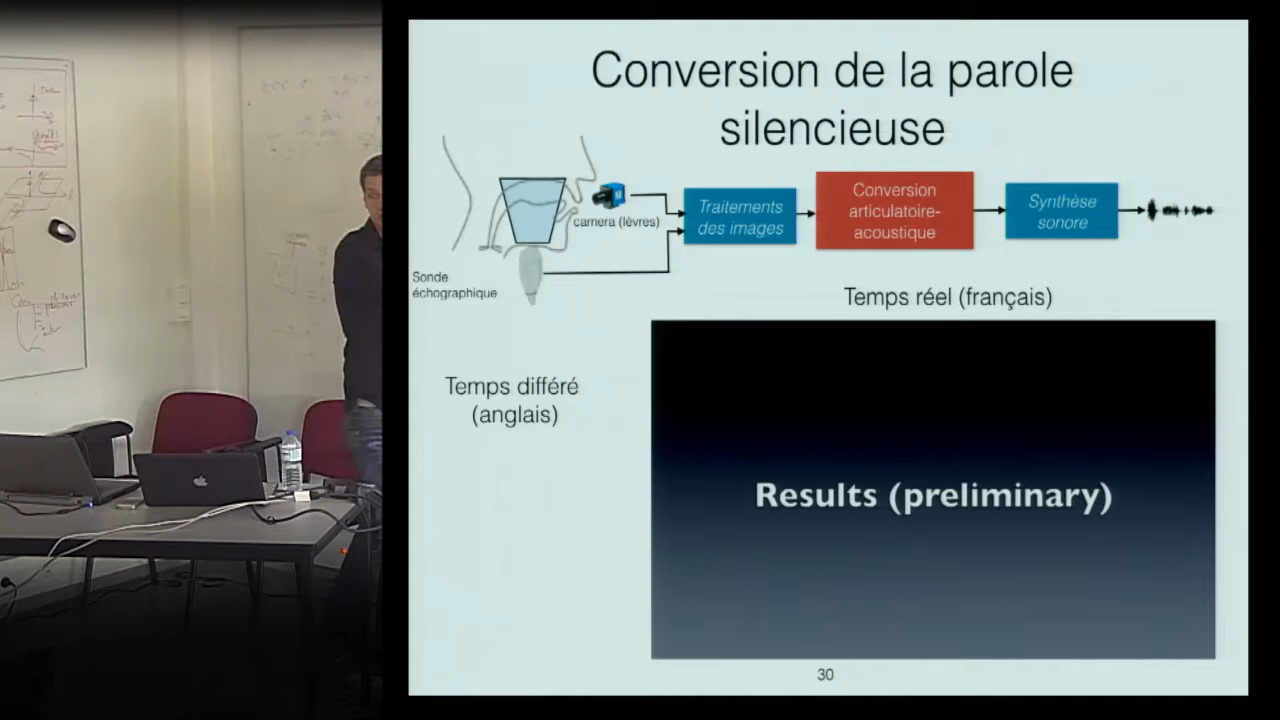 Conversion de la parole
silencieuse
camera (lèvres)
Sonde
échographique
Traitements
des images
Conversion
articulatoire-
acoustique
Synthèse
sonore
Temps réel (français)
Temps différé
(anglais)
Results (preliminary)
30